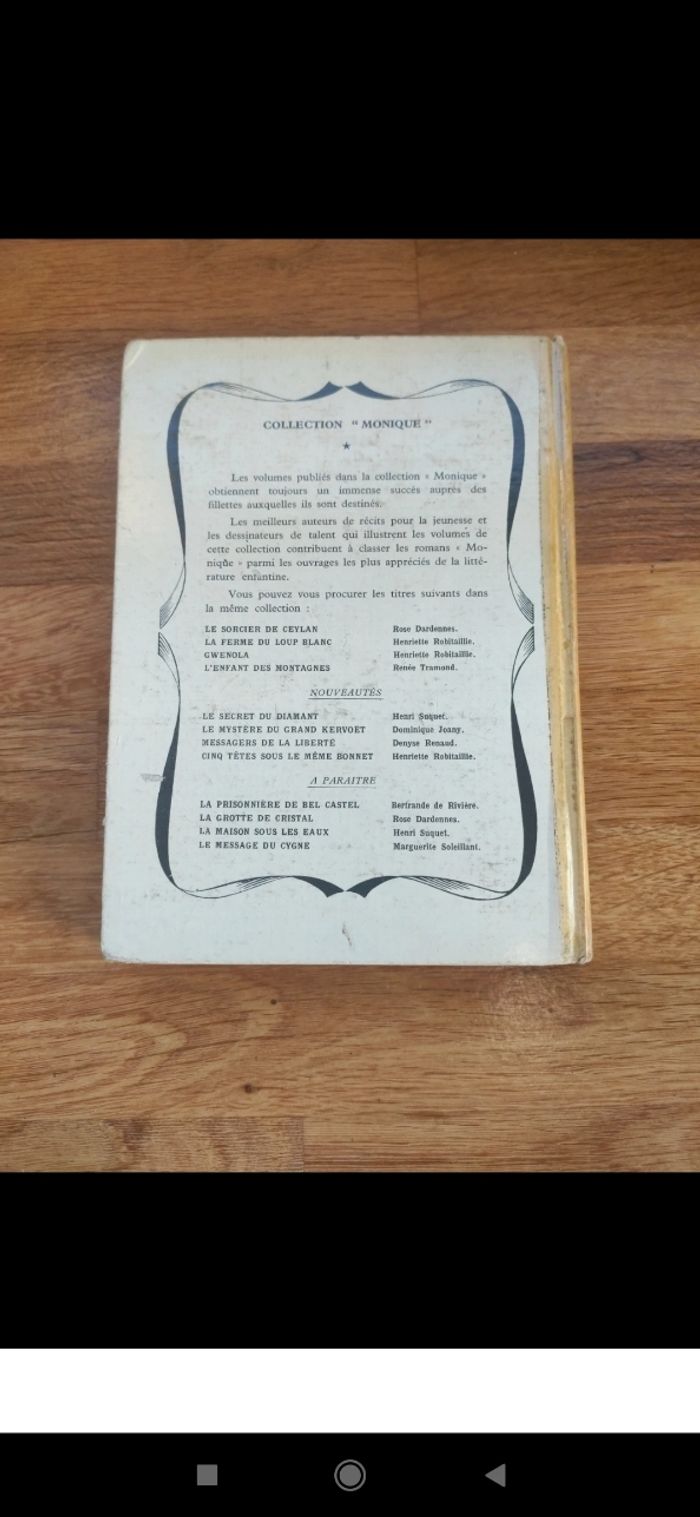 COLLECTION " MONIQUE "
★
Les volumes publiés dans la collection « Monique »
obtiennent toujours un immense succès auprès des
fillettes auxquelles ils sont destinés.
Les meilleurs auteurs de récits pour la jeunesse et
les dessinateurs de talent qui illustrent les volumes de
cette collection contribuent à classer les romans « Mo-
nique » parmi les ouvrages les plus appréciés de la litté-
rature enfantine.
Vous pouvez vous procurer les titres suivants dans
la même collection :
LE SORCIER DE CEYLAN Rose Dardennes.
LA FERME DU LOUP BLANC Henriette Robitaillie.
GWENOLA Henriette Robitaillie.
L'ENFANT DES MONTAGNES Renée Tramond.
NOUVEAUTÉS
LE SECRET DU DIAMANT Henri Suquet.
LE MYSTÈRE DU GRAND KERVOËT Dominique Joany.
MESSAGERS DE LA LIBERTÉ Denyse Renaud.
CINQ TÊTES SOUS LE MÊME BONNET Henriette Robitaillie.
A PARAITRE
LA PRISONNIÈRE DE BEL CASTEL Bertrande de Rivière.
LA GROTTE DE CRISTAL Rose Dardennes.
LA MAISON SOUS LES EAUX Henri Suquet.
LE MESSAGE DU CYGNE Marguerite Soleillant.